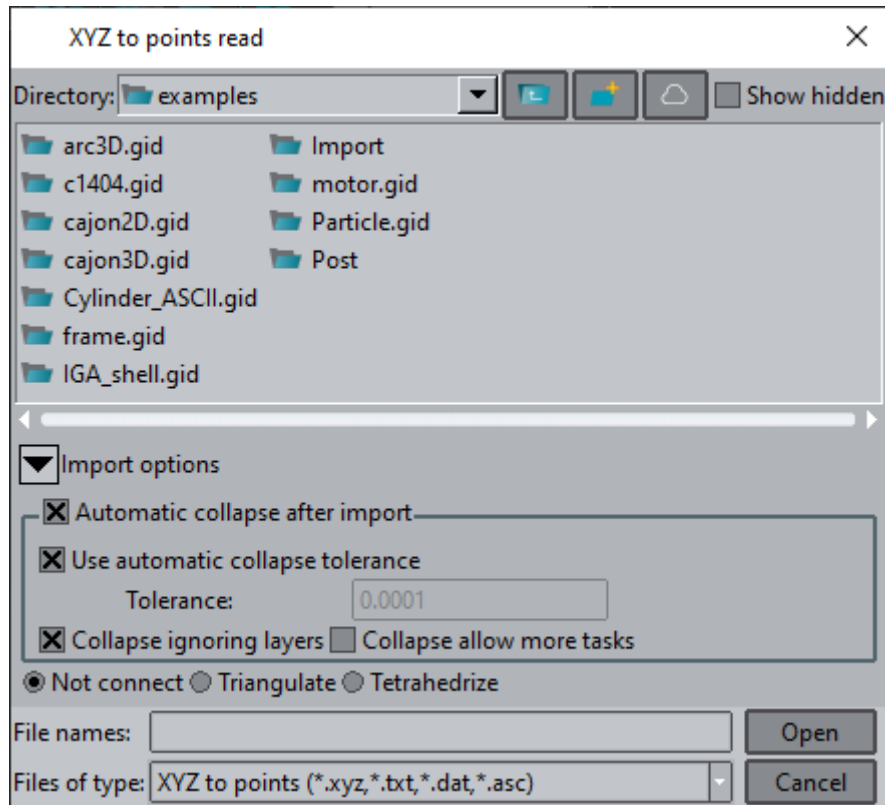 XYZ to points read
Directory: examples Show hidden
arc3D.gid Import
c1404.gid motor.gid
cajon2D.gid Particle.gid
cajon3D.gid Post
Cylinder_ASCII.gid
frame.gid
IGA_shell.gid
Import options
Automatic collapse after import
Use automatic collapse tolerance
Tolerance: 0.0001
Collapse ignoring layers Collapse allow more tasks
Not connect Triangulate Tetrahedrize
File names: Open
Files of type: XYZ to points (*.xyz,*.txt,*.dat,*.asc) Cancel